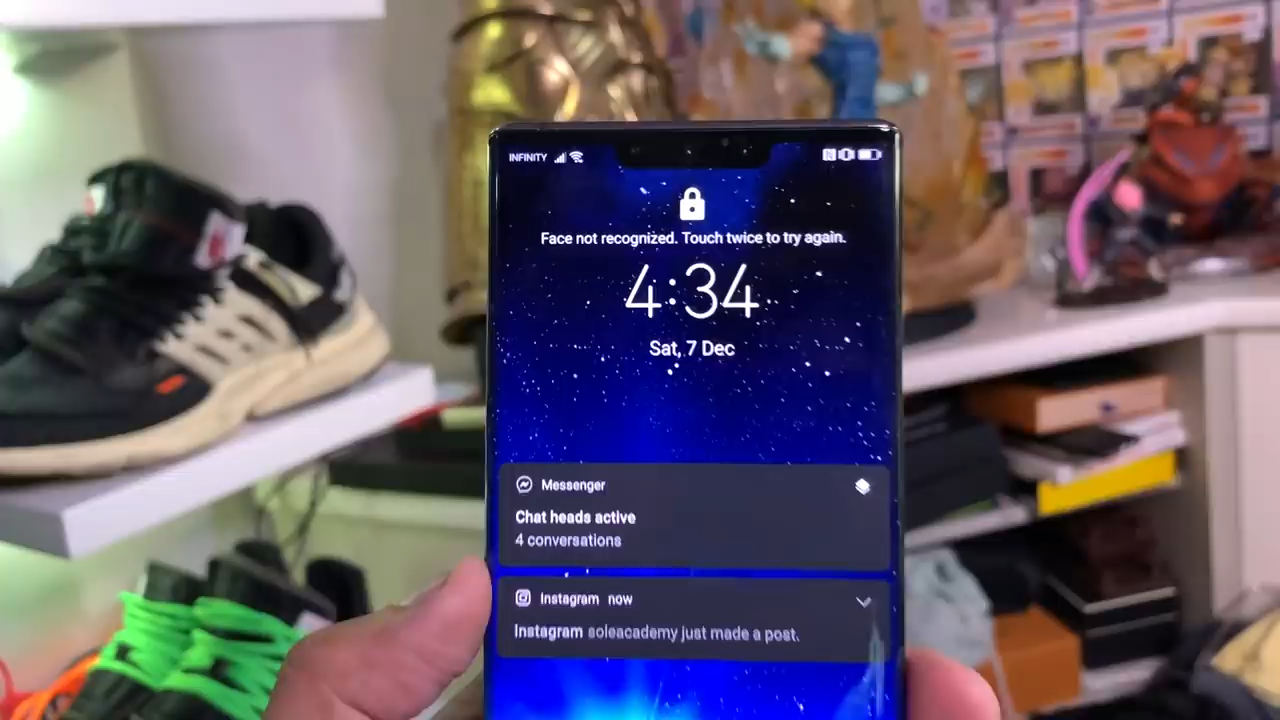 INFINITY
Face not recognized. Touch twice to try again.
4:34
Sat, 7 Dec
Messenger
Chat heads active
4 conversations
Instagram now
Instagram soleacademy just made a post.